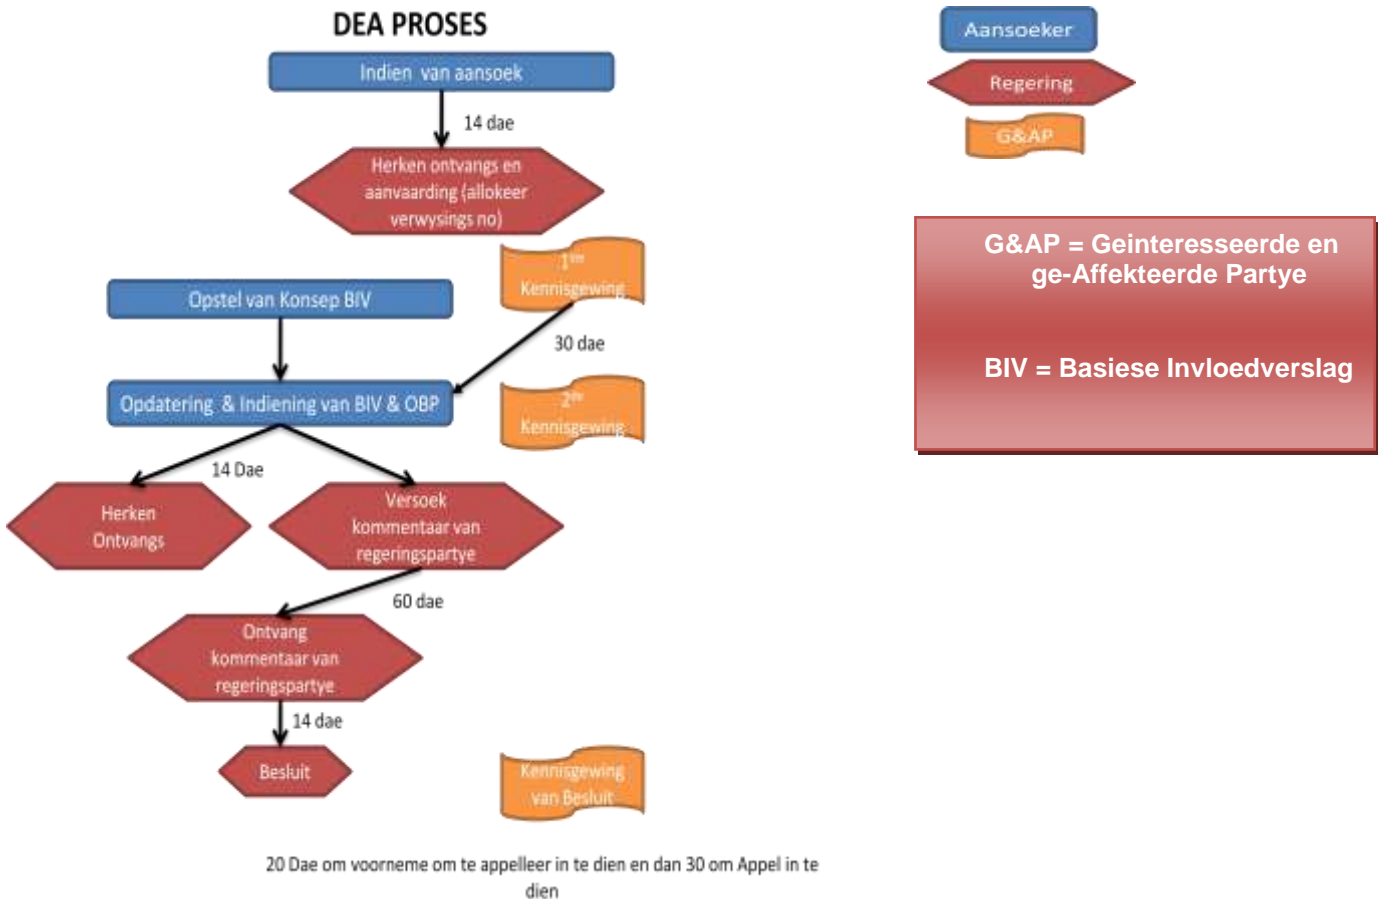 DEA PROSES
Indien van aansoek
14 dae
Herken ontvangs en
aanvaarding (allokeer
verwysings no)
1ste
Kennisgewing
Opstel van Konsep BIV
30 dae
Opdatering & Indiening van BIV & OBP
2de
Kennisgewing
14 Dae
Herken
Ontvangs
Versoek
kommentaar van
regeringspartye
60 dae
Ontvang
kommentaar van
regeringspartye
14 dae
Besluit
Kennisgewing
van Besluit
20 Dae om voorneme om te appelleer in te dien en dan 30 om Appel in te
dien
Aansoeker
Regering
G&AP
G&AP = Geinteresseerde en
ge-Affekteerde Partye
BIV = Basiese Invloedverslag